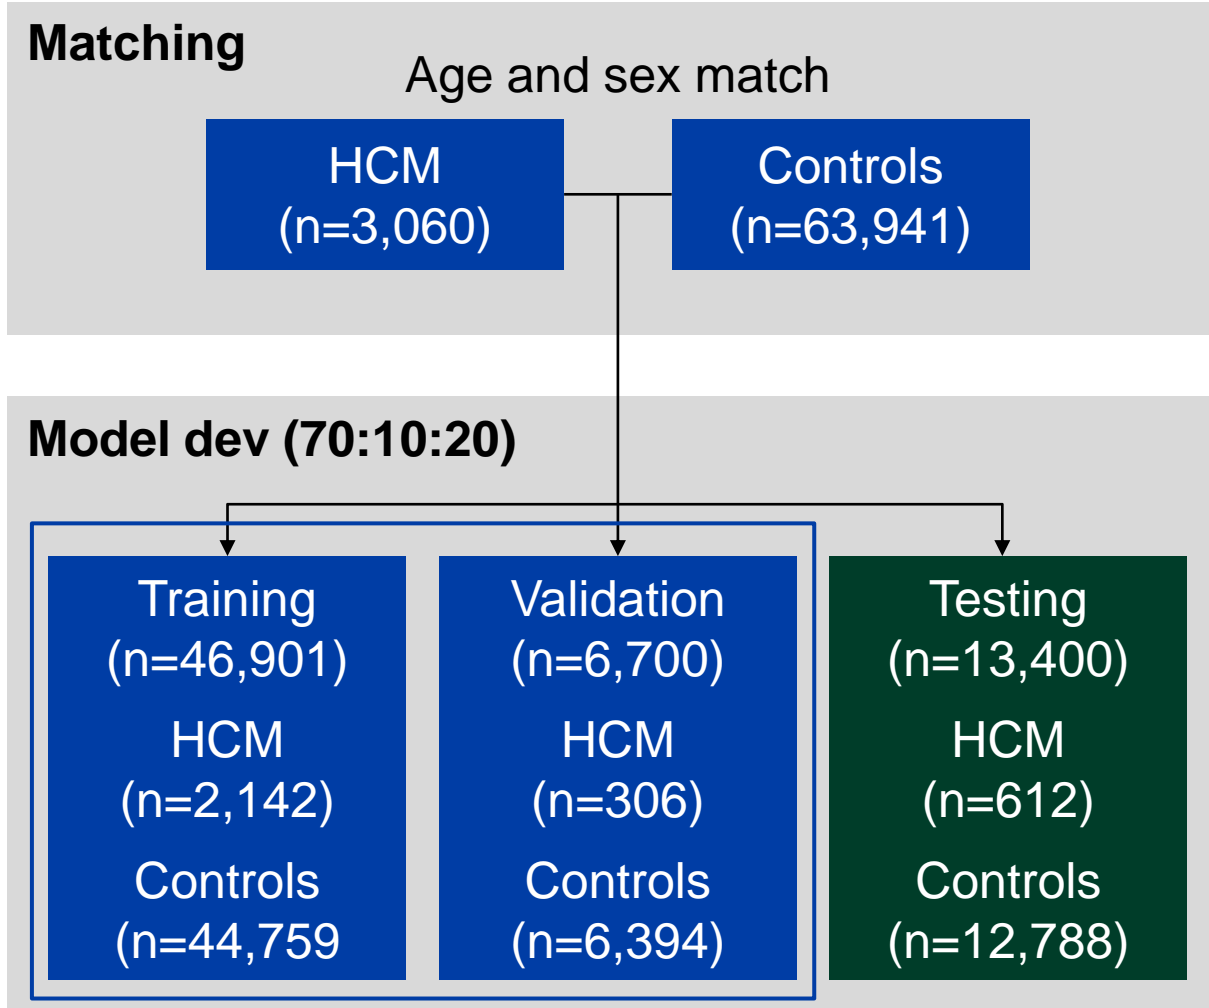 Matching
Age and sex match
HCM
(n=3,060)
Controls
(n=63,941)
Model dev (70:10:20)
Training
(n=46,901)
HCM
(n=2,142)
Controls
(n=44,759
Validation
(n=6,700)
HCM
(n=306)
Controls
(n=6,394)
Testing
(n=13,400)
HCM
(n=612)
Controls
(n=12,788)